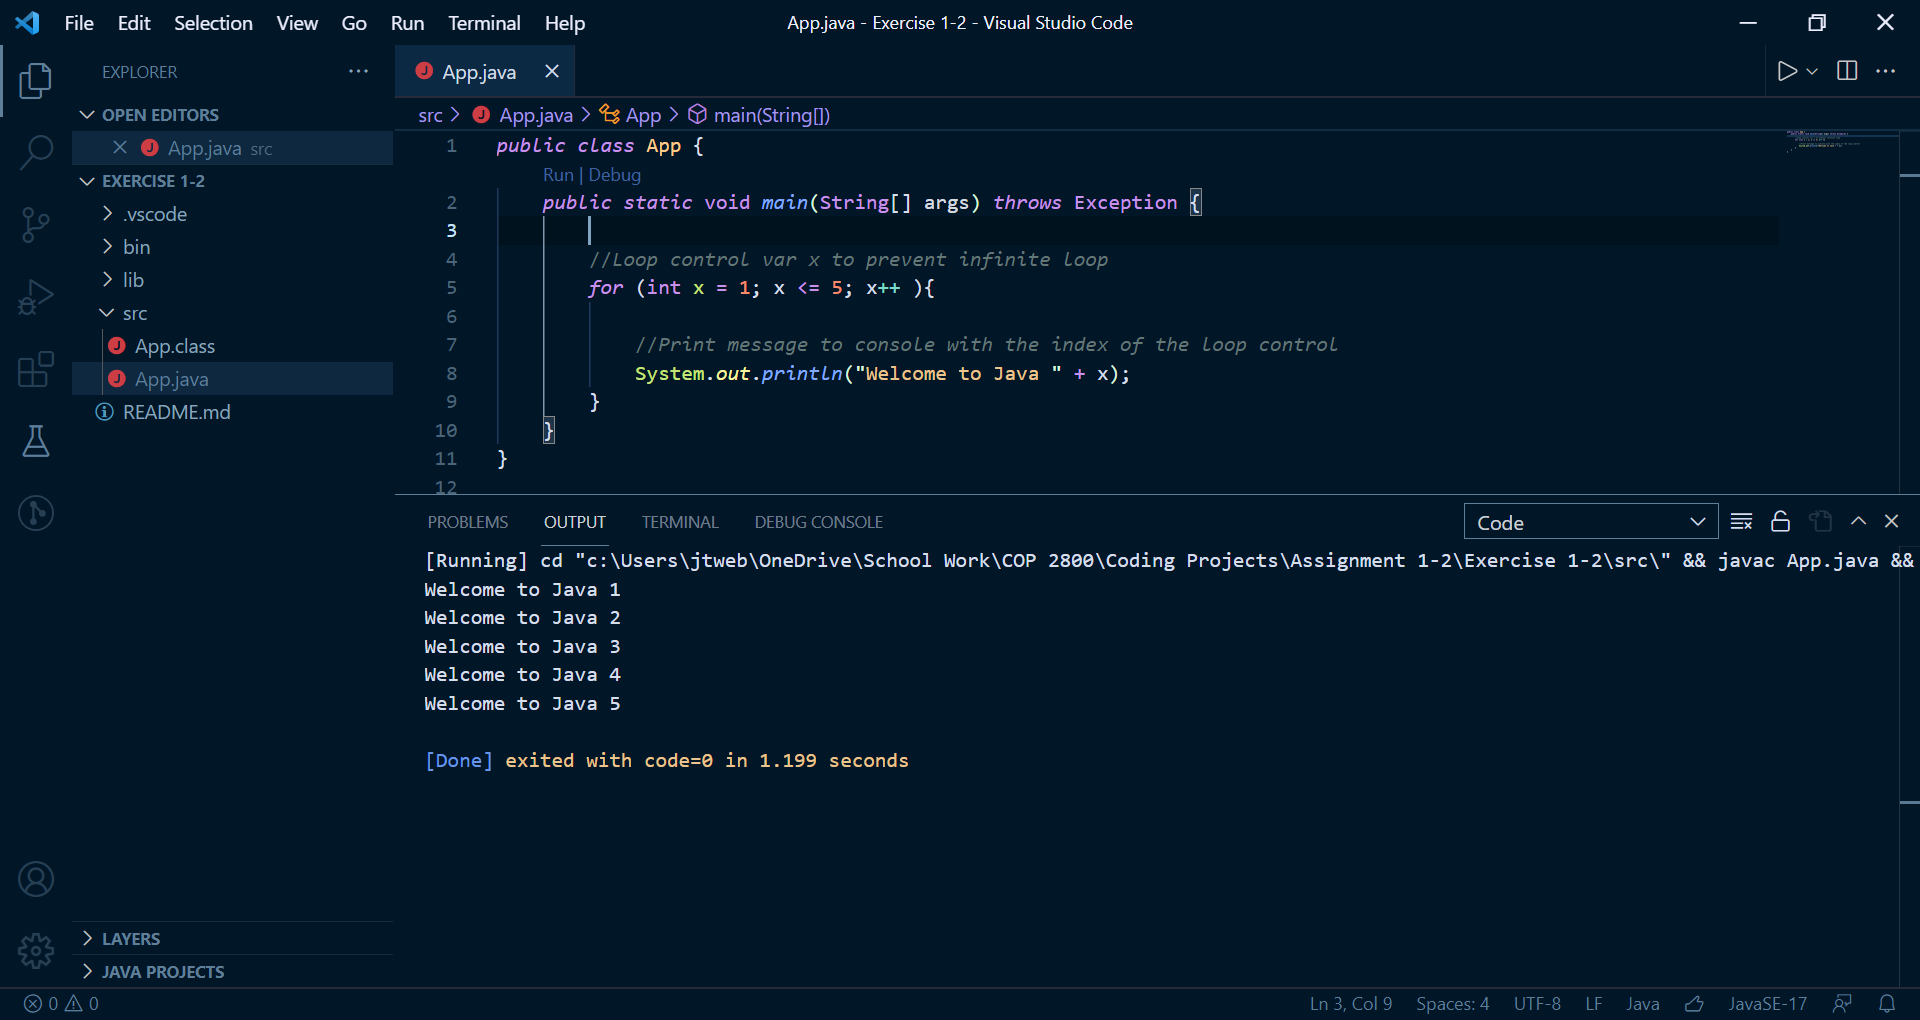 File Edit Selection View Go Run Terminal Help
App.java - Exercise 1-2 - Visual Studio Code
EXPLORER
OPEN EDITORS
App.java src
EXERCISE 1-2
.vscode
bin
lib
src
App.class
App.java
README.md
LAYERS
JAVA PROJECTS
App.java
src > App.java > App > main(String[])
1 public class App {
Run | Debug
2 public static void main(String[] args) throws Exception {
3
4 //Loop control var x to prevent infinite loop
5 for (int x = 1; x <= 5; x++ ){
6
7 //Print message to console with the index of the loop control
8 System.out.println("Welcome to Java " + x);
9 }
10 }
11 }
12
PROBLEMS OUTPUT TERMINAL DEBUG CONSOLE
Code
[Running] cd "c:\Users\jtweb\OneDrive\School Work\COP 2800\Coding Projects\Assignment 1-2\Exercise 1-2\src\" && javac App.java &&
Welcome to Java 1
Welcome to Java 2
Welcome to Java 3
Welcome to Java 4
Welcome to Java 5
[Done] exited with code=0 in 1.199 seconds
0 0
Ln 3, Col 9 Spaces: 4 UTF-8 LF Java JavaSE-17